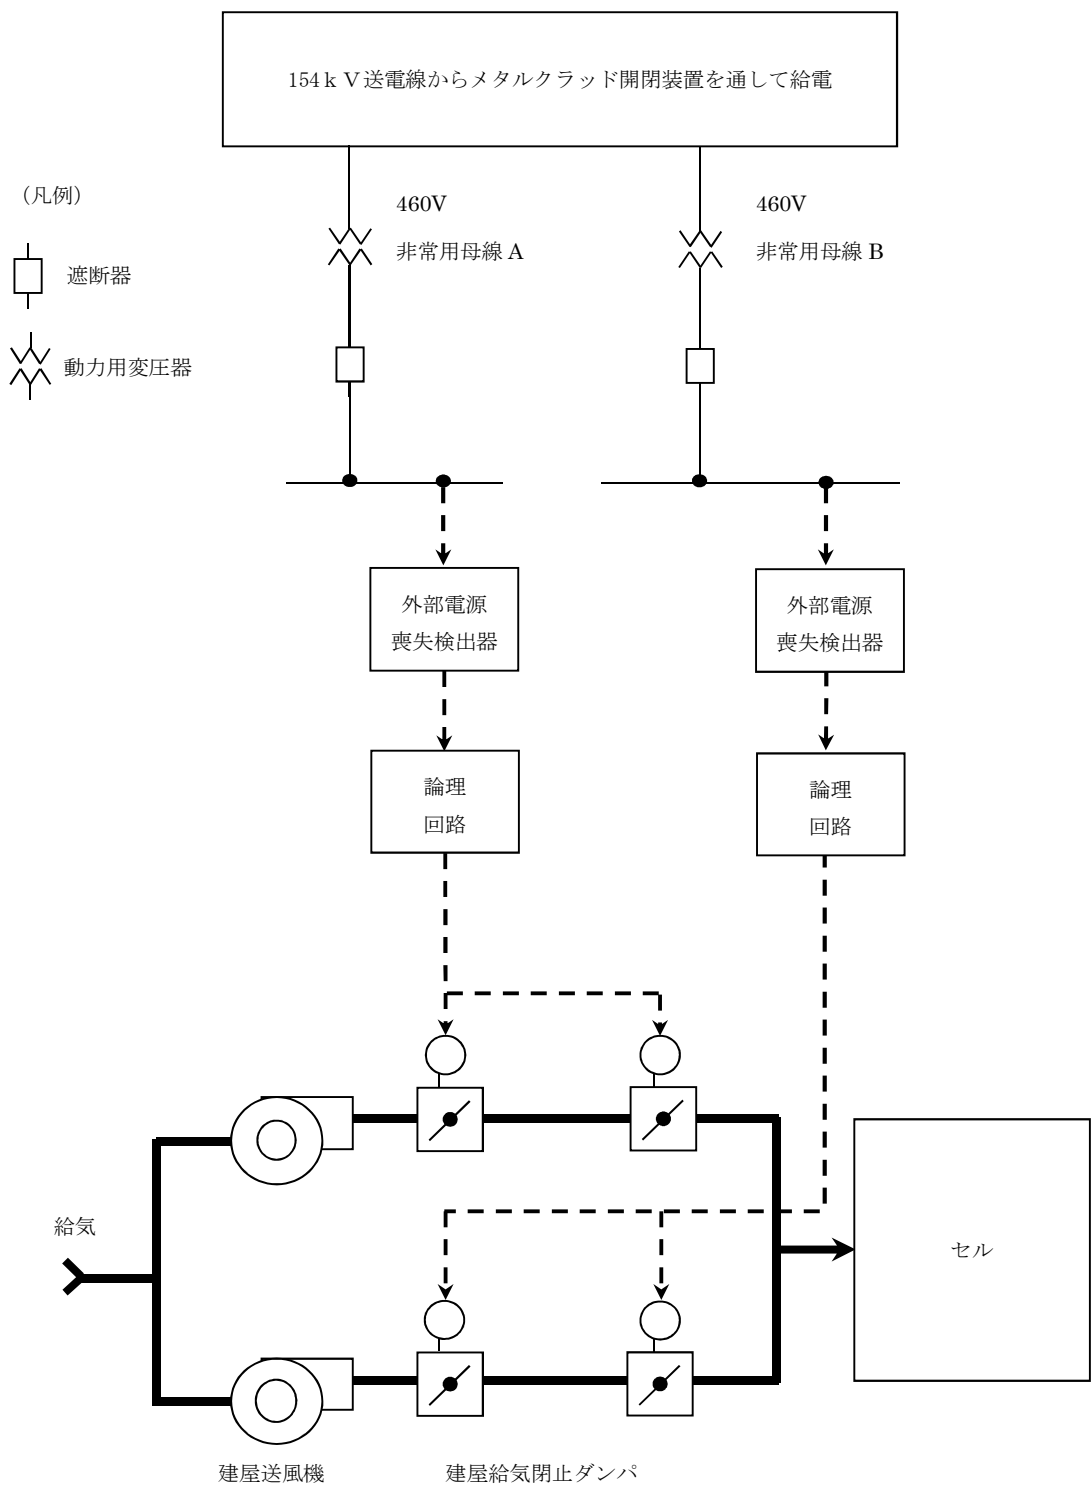 154kV送電線からメタルクラッド開閉装置を通して給電
（凡例）
遮断器
動力用変圧器
460V
非常用母線 A
460V
非常用母線 B
外部電源
喪失検出器
外部電源
喪失検出器
論理
回路
論理
回路
給気
セル
建屋送風機
建屋給気閉止ダンパ